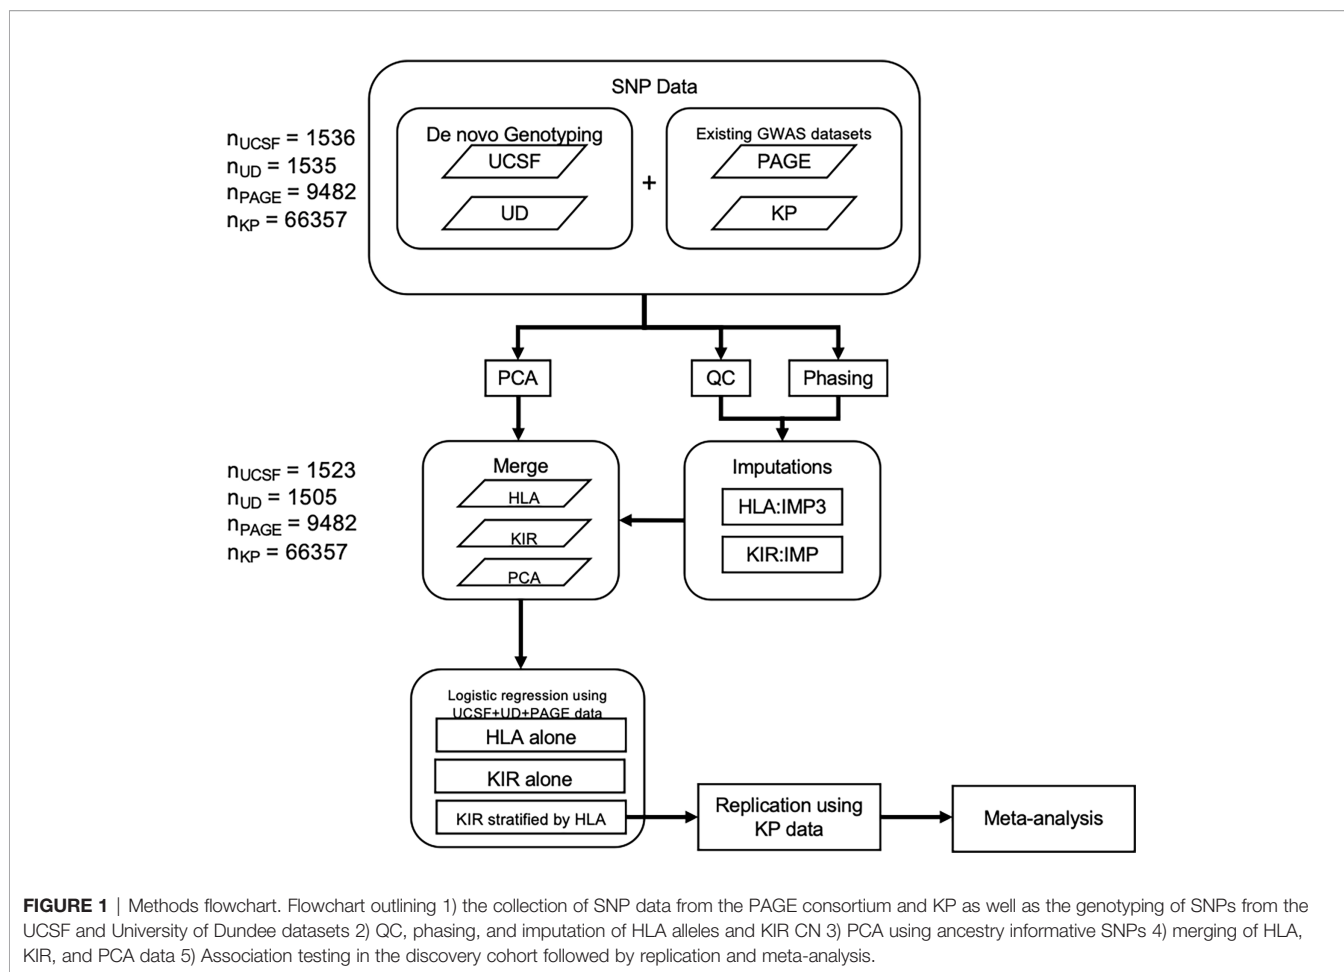 SNP Data
De novo Genotyping
UCSF
UD
+
Existing GWAS datasets
PAGE
KP
nUCSF = 1536
nUD = 1535
nPAGE = 9482
nKP = 66357
PCA
QC
Phasing
nUCSF = 1523
nUD = 1505
nPAGE = 9482
nKP = 66357
Merge
HLA
KIR
PCA
Imputations
HLA:IMP3
KIR:IMP
Logistic regression using
UCSF+UD+PAGE data
HLA alone
KIR alone
KIR stratified by HLA
Replication using
KP data
Meta-analysis
FIGURE 1 | Methods flowchart. Flowchart outlining 1) the collection of SNP data from the PAGE consortium and KP as well as the genotyping of SNPs from the
UCSF and University of Dundee datasets 2) QC, phasing, and imputation of HLA alleles and KIR CN 3) PCA using ancestry informative SNPs 4) merging of HLA,
KIR, and PCA data 5) Association testing in the discovery cohort followed by replication and meta-analysis.